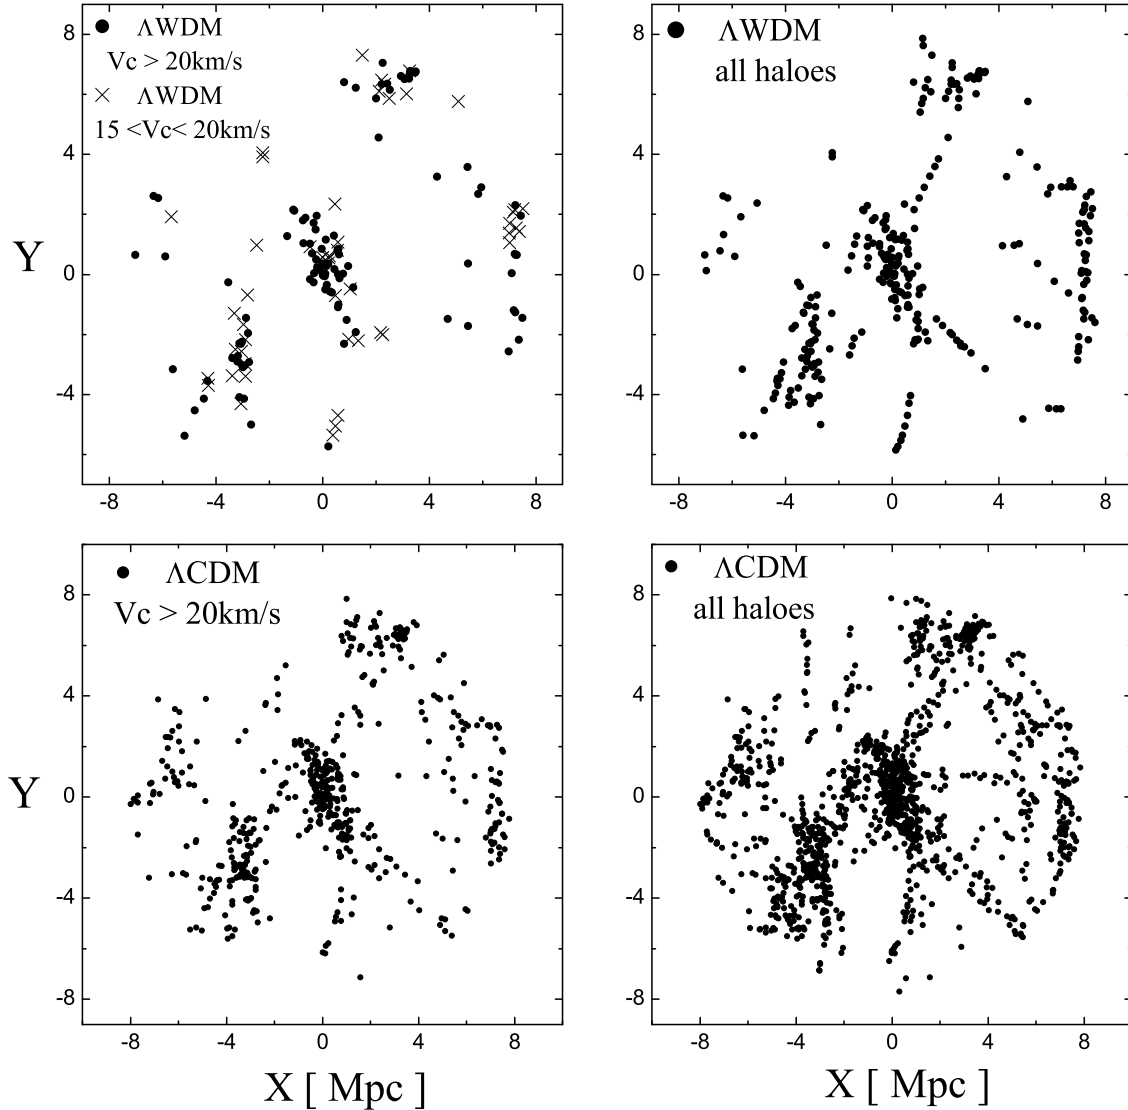 ΛWDM
Vc > 20km/s
ΛWDM
15 <Vc< 20km/s
8
4
0
-4
Y
-8 -4 0 4 8
ΛWDM
all haloes
8
4
0
-4
-8 -4 0 4 8
ΛCDM
Vc > 20km/s
8
4
0
-4
-8
Y
-8 -4 0 4 8
X [ Mpc ]
ΛCDM
all haloes
8
4
0
-4
-8
-8 -4 0 4 8
X [ Mpc ]